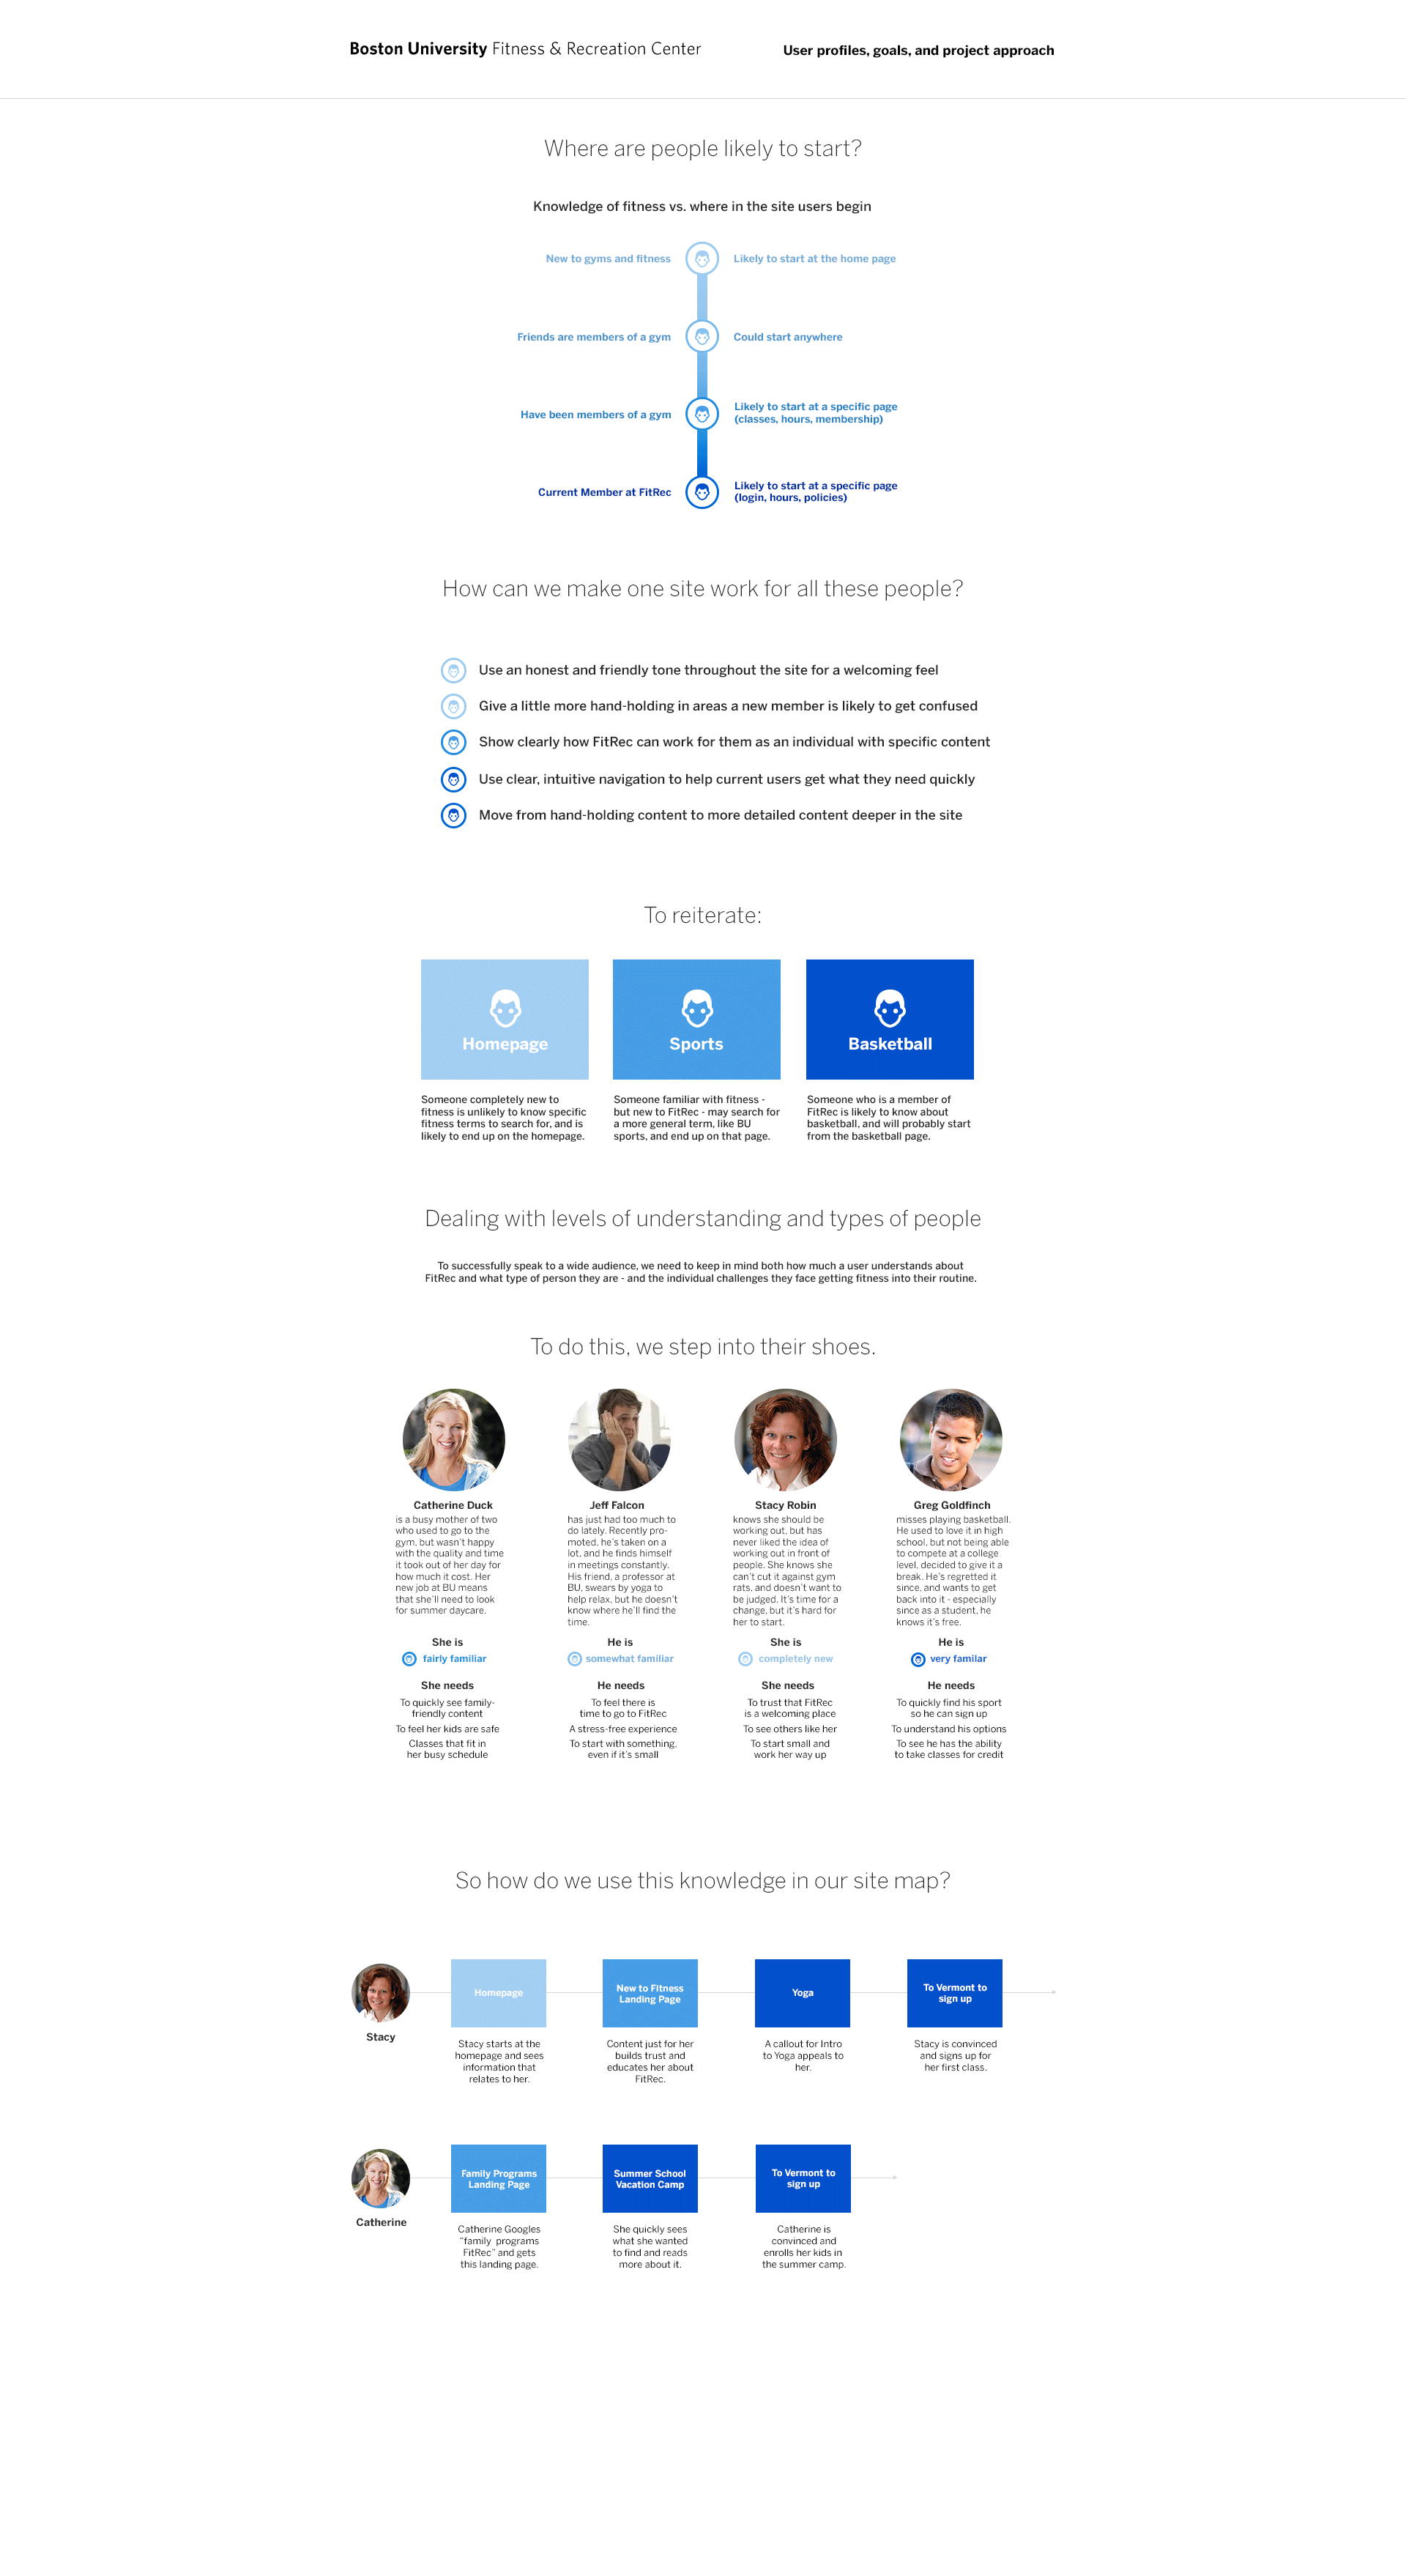 Boston University Fitness & Recreation Center
User profiles, goals, and project approach
Where are people likely to start?
Knowledge of fitness vs. where in the site users begin
New to gyms and fitness
Likely to start at the home page
Friends are members of a gym
Could start anywhere
Have been members of a gym
Likely to start at a specific page
(classes, hours, membership)
Current Member at FitRec
Likely to start at a specific page
(login, hours, policies)
How can we make one site work for all these people?
Use an honest and friendly tone throughout the site for a welcoming feel
Give a little more hand-holding in areas a new member is likely to get confused
Show clearly how FitRec can work for them as an individual with specific content
Use clear, intuitive navigation to help current users get what they need quickly
Move from hand-holding content to more detailed content deeper in the site
To reiterate:
Homepage
Someone completely new to
fitness is unlikely to know specific
fitness terms to search for, and is
likely to end up on the homepage.
Sports
Someone familiar with fitness -
but new to FitRec - may search for
a more general term, like BU
sports, and end up on that page.
Basketball
Someone who is a member of
FitRec is likely to know about
basketball, and will probably start
from the basketball page.
Dealing with levels of understanding and types of people
To successfully speak to a wide audience, we need to keep in mind both how much a user understands about
FitRec and what type of person they are - and the individual challenges they face getting fitness into their routine.
To do this, we step into their shoes.
Catherine Duck
is a busy mother of two
who used to go to the
gym, but wasn't happy
with the quality and time
it took out of her day for
how much it cost. Her
new job at BU means
that she'll need to look
for summer daycare.
She is
fairly familiar
She needs
To quickly see family-
friendly content
To feel her kids are safe
Classes that fit in
her busy schedule
Jeff Falcon
has just had too much to
do lately. Recently pro-
moted, he's taken on a
lot, and he finds himself
in meetings constantly.
His friend, a professor at
BU, swears by yoga to
help relax, but he doesn't
know where he'll find the
time.
He is
somewhat familiar
He needs
To feel there is
time to go to FitRec
A stress-free experience
To start with something,
even if it's small
Stacy Robin
knows she should be
working out, but has
never liked the idea of
working out in front of
people. She knows she
can't cut it against gym
rats, and doesn't want to
be judged. It's time for a
change, but it's hard for
her to start.
She is
completely new
She needs
To trust that FitRec
is a welcoming place
To see others like her
To start small and
work her way up
Greg Goldfinch
misses playing basketball.
He used to love it in high
school, but not being able
to compete at a college
level, decided to give it a
break. He's regretted it
since, and wants to get
back into it - especially
since as a student, he
knows it's free.
He is
very familar
He needs
To quickly find his sport
so he can sign up
To understand his options
To see he has the ability
to take classes for credit
So how do we use this knowledge in our site map?
Stacy
Homepage
Stacy starts at the
homepage and sees
information that
relates to her.
New to Fitness
Landing Page
Content just for her
builds trust and
educates her about
FitRec.
Yoga
A callout for Intro
to Yoga appeals to
her.
To Vermont to
sign up
Stacy is convinced
and signs up for
her first class.
Catherine
Family Programs
Landing Page
Catherine Googles
"family programs
FitRec" and gets
this landing page.
Summer School
Vacation Camp
She quickly sees
what she wanted
to find and reads
more about it.
To Vermont to
sign up
Catherine is
convinced and
enrolls her kids in
the summer camp.